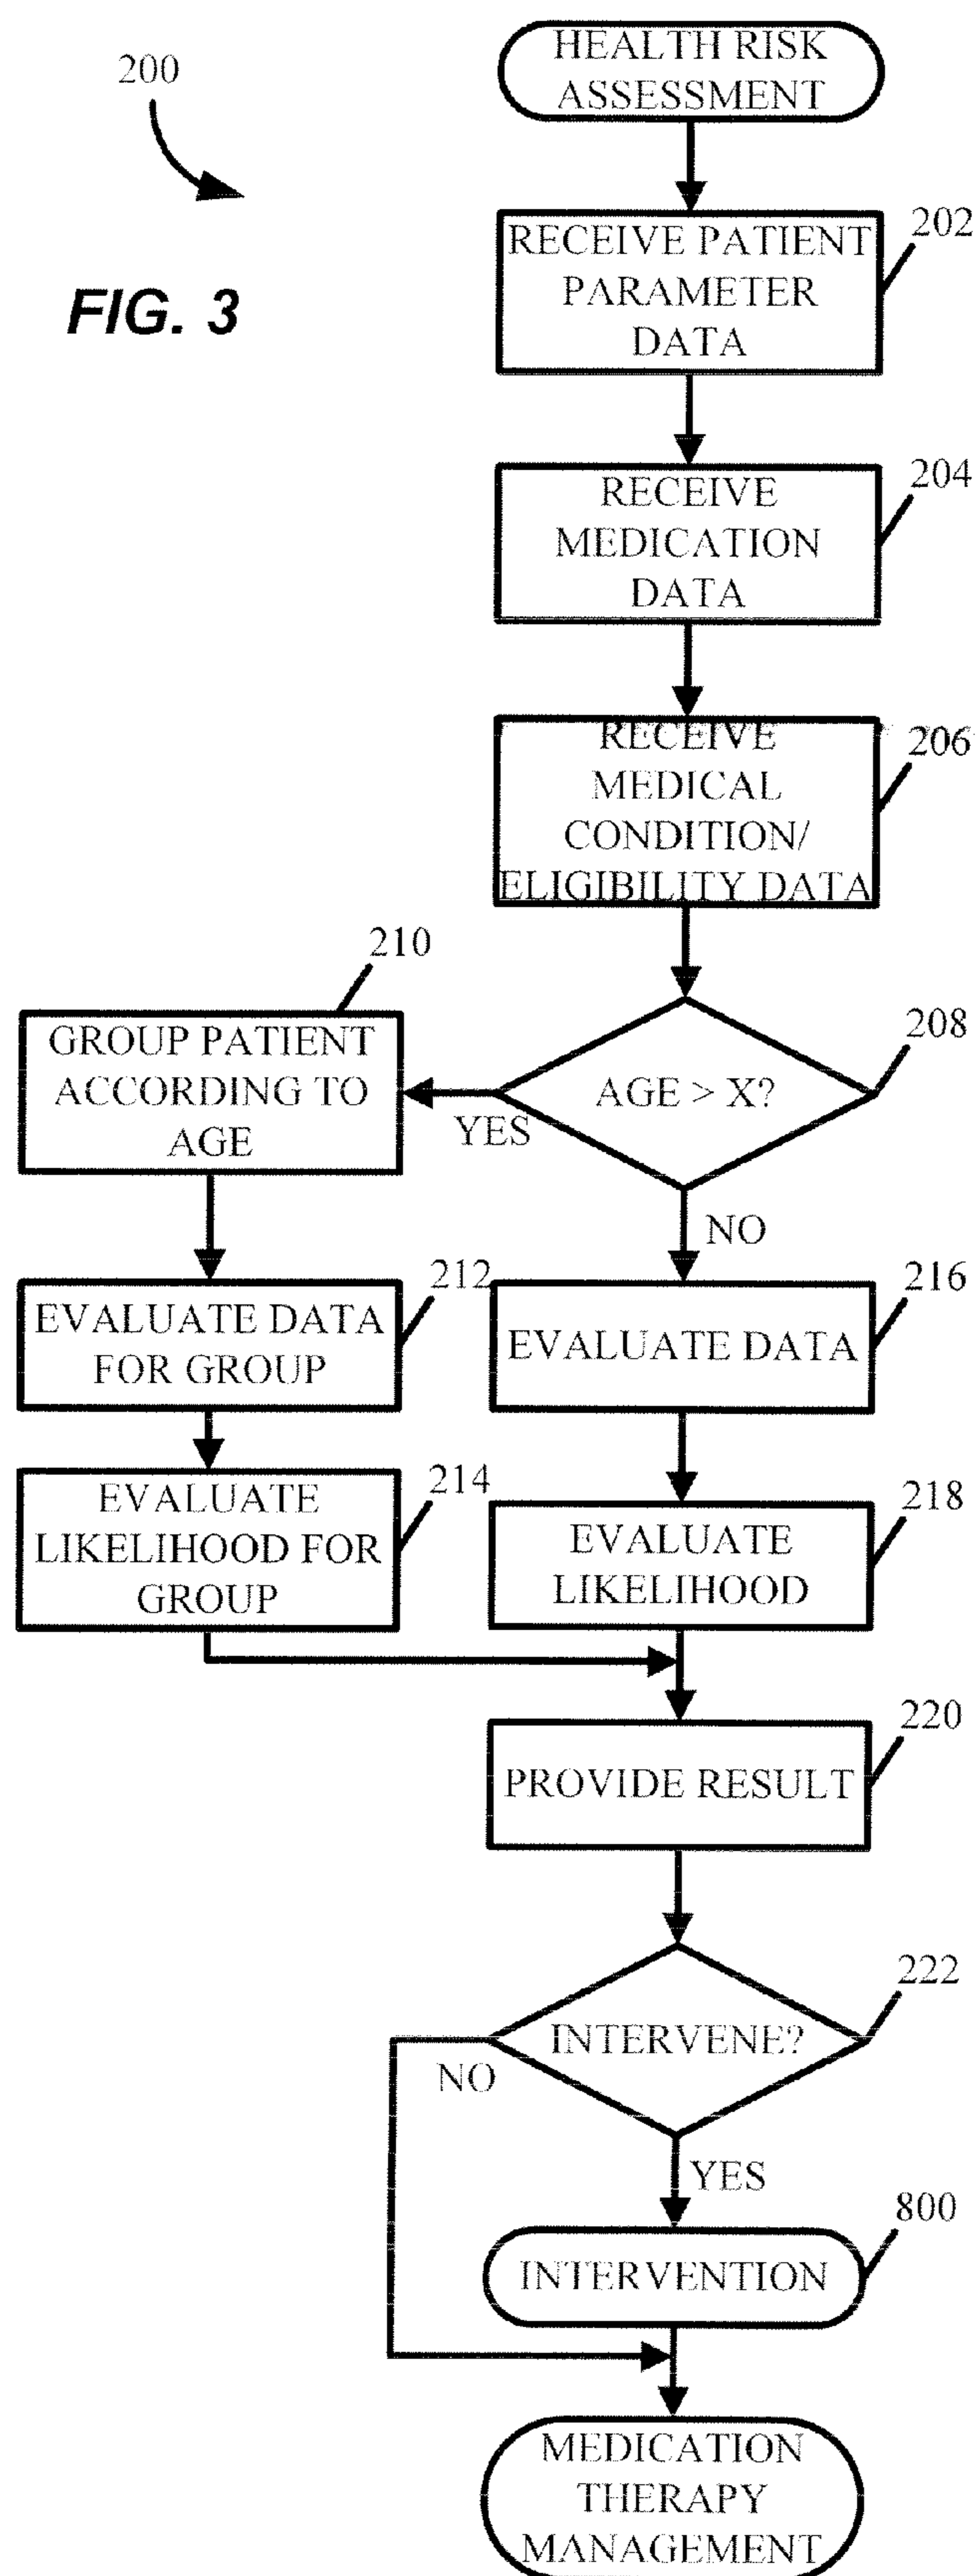 200
FIG. 3
HEALTH RISK
ASSESSMENT
RECEIVE PATIENT
PARAMETER
DATA
202
RECEIVE
MEDICATION
DATA
204
RECEIVE
MEDICAL
CONDITION/
ELIGIBILITY DATA
206
AGE > X?
208
YES
NO
210
GROUP PATIENT
ACCORDING TO
AGE
EVALUATE DATA
FOR GROUP
212
EVALUATE
LIKELIHOOD FOR
GROUP
214
EVALUATE DATA
216
EVALUATE
LIKELIHOOD
218
PROVIDE RESULT
220
INTERVENE?
222
NO
YES
INTERVENTION
800
MEDICATION
THERAPY
MANAGEMENT